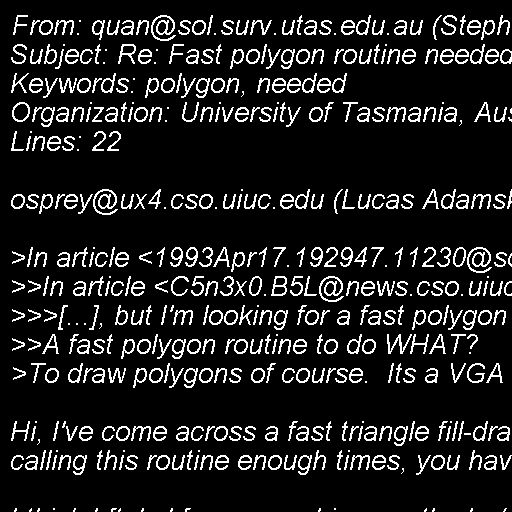 From: quan@sol.surv.utas.edu.au (Steph
Subject: Re: Fast polygon routine needed
Keywords: polygon, needed
Organization: University of Tasmania, Aus
Lines: 22
osprey@ux4.cso.uiuc.edu (Lucas Adamsk
>In article <1993Apr17.192947.11230@so
>>In article <C5n3x0.B5L@news.cso.uiuc
>>>[...], but I'm looking for a fast polygon
>>A fast polygon routine to do WHAT?
>To draw polygons of course.  Its a VGA
Hi, I've come across a fast triangle fill-dra
calling this routine enough times, you hav